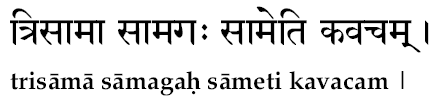 त्रिसामा सामगः सामेति कवचम्।
trisāmā sāmagaḥ sāmeti kavacam |